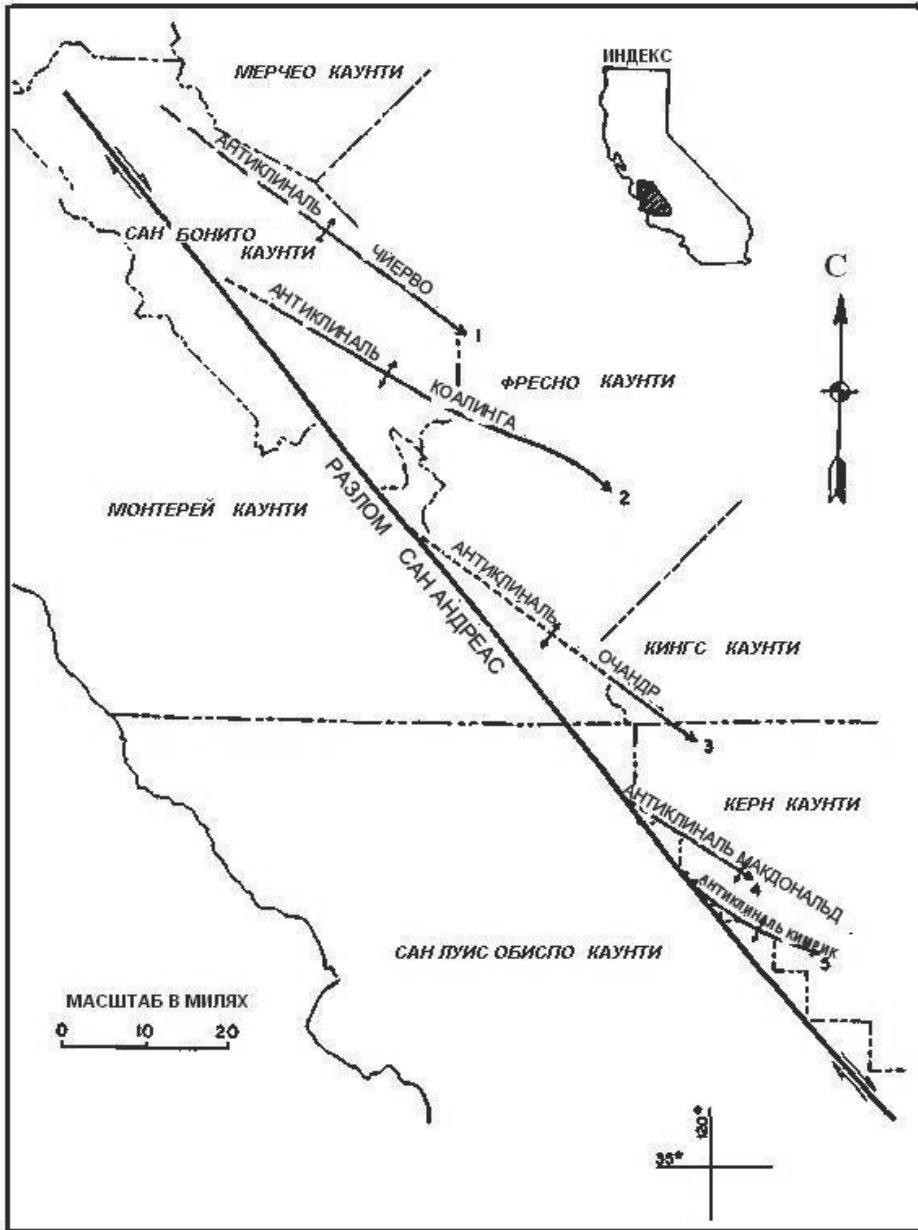 МЕРЧЕО КАУНТИ
ИНДЕКС
АНТИКЛИНАЛЬ
ЧИЕРВО
1
САН БОНИТО
КАУНТИ
С
АНТИКЛИНАЛЬ
КОАЛИНГА
2
ФРЕСНО КАУНТИ
МОНТЕРЕЙ КАУНТИ
РАЗЛОМ САН АНДРЕАС
АНТИКЛИНАЛЬ
ОЧАНДР
3
КИНГС КАУНТИ
КЕРН КАУНТИ
АНТИКЛИНАЛЬ МАКДОНАЛЬД
4
АНТИКЛИНАЛЬ КИМРИК
5
САН ЛУИС ОБИСПО КАУНТИ
МАСШТАБ В МИЛЯХ
0 10 20
120°
35°